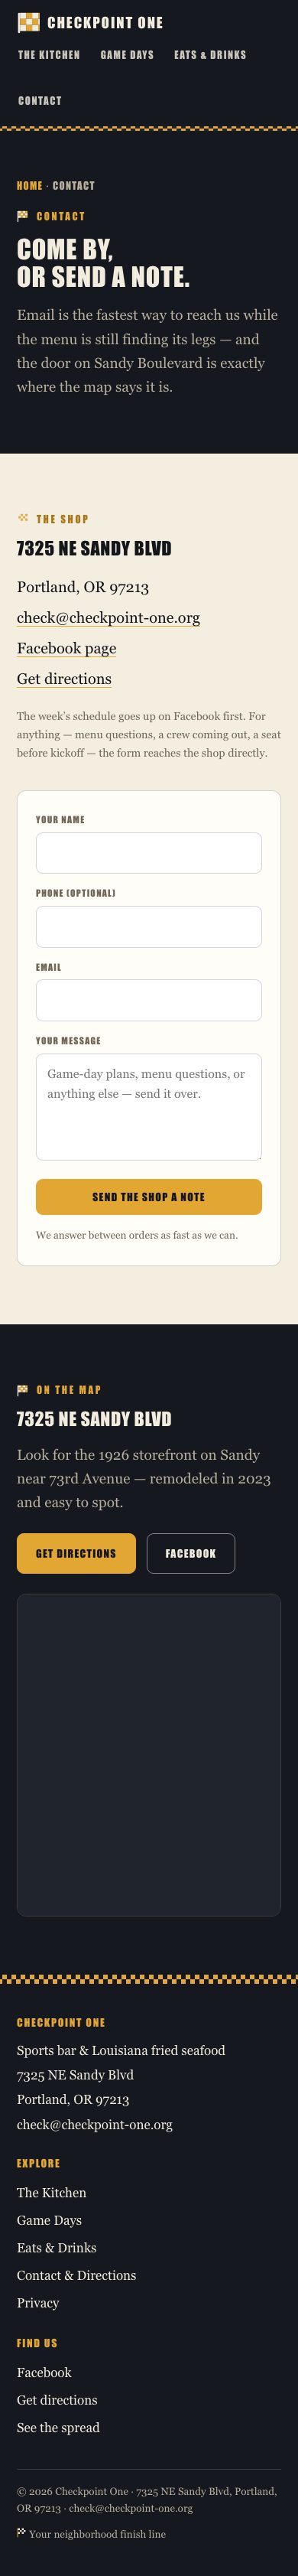 CHECKPOINT ONE
THE KITCHEN GAME DAYS EATS & DRINKS
CONTACT
HOME · CONTACT
CONTACT
COME BY,
OR SEND A NOTE.
Email is the fastest way to reach us while
the menu is still finding its legs — and
the door on Sandy Boulevard is exactly
where the map says it is.
THE SHOP
7325 NE SANDY BLVD
Portland, OR 97213
check@checkpoint-one.org
Facebook page
Get directions
The week's schedule goes up on Facebook first. For
anything — menu questions, a crew coming out, a seat
before kickoff — the form reaches the shop directly.
YOUR NAME
PHONE (OPTIONAL)
EMAIL
YOUR MESSAGE
Game-day plans, menu questions, or
anything else — send it over.
SEND THE SHOP A NOTE
We answer between orders as fast as we can.
ON THE MAP
7325 NE SANDY BLVD
Look for the 1926 storefront on Sandy
near 73rd Avenue — remodeled in 2023
and easy to spot.
GET DIRECTIONS FACEBOOK
CHECKPOINT ONE
Sports bar & Louisiana fried seafood
7325 NE Sandy Blvd
Portland, OR 97213
check@checkpoint-one.org
EXPLORE
The Kitchen
Game Days
Eats & Drinks
Contact & Directions
Privacy
FIND US
Facebook
Get directions
See the spread
© 2026 Checkpoint One · 7325 NE Sandy Blvd, Portland,
OR 97213 · check@checkpoint-one.org
Your neighborhood finish line